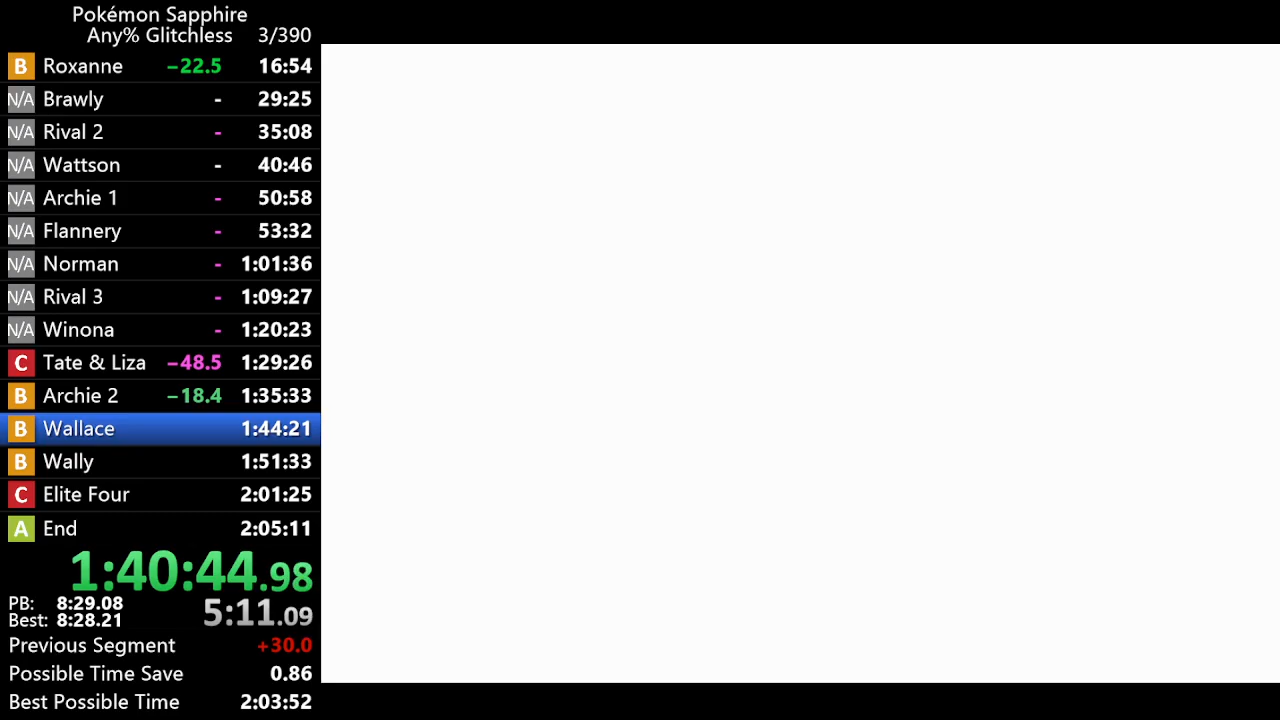 Pokémon Sapphire
Any% Glitchless 3/390
B Roxanne −22.5 16:54
N/A Brawly - 29:25
N/A Rival 2 - 35:08
N/A Wattson - 40:46
N/A Archie 1 - 50:58
N/A Flannery - 53:32
N/A Norman - 1:01:36
N/A Rival 3 - 1:09:27
N/A Winona - 1:20:23
C Tate & Liza −48.5 1:29:26
B Archie 2 −18.4 1:35:33
B Wallace 1:44:21
B Wally 1:51:33
C Elite Four 2:01:25
A End 2:05:11
1:40:44.98
PB: 8:29.08
Best: 8:28.21
5:11.09
Previous Segment +30.0
Possible Time Save 0.86
Best Possible Time 2:03:52